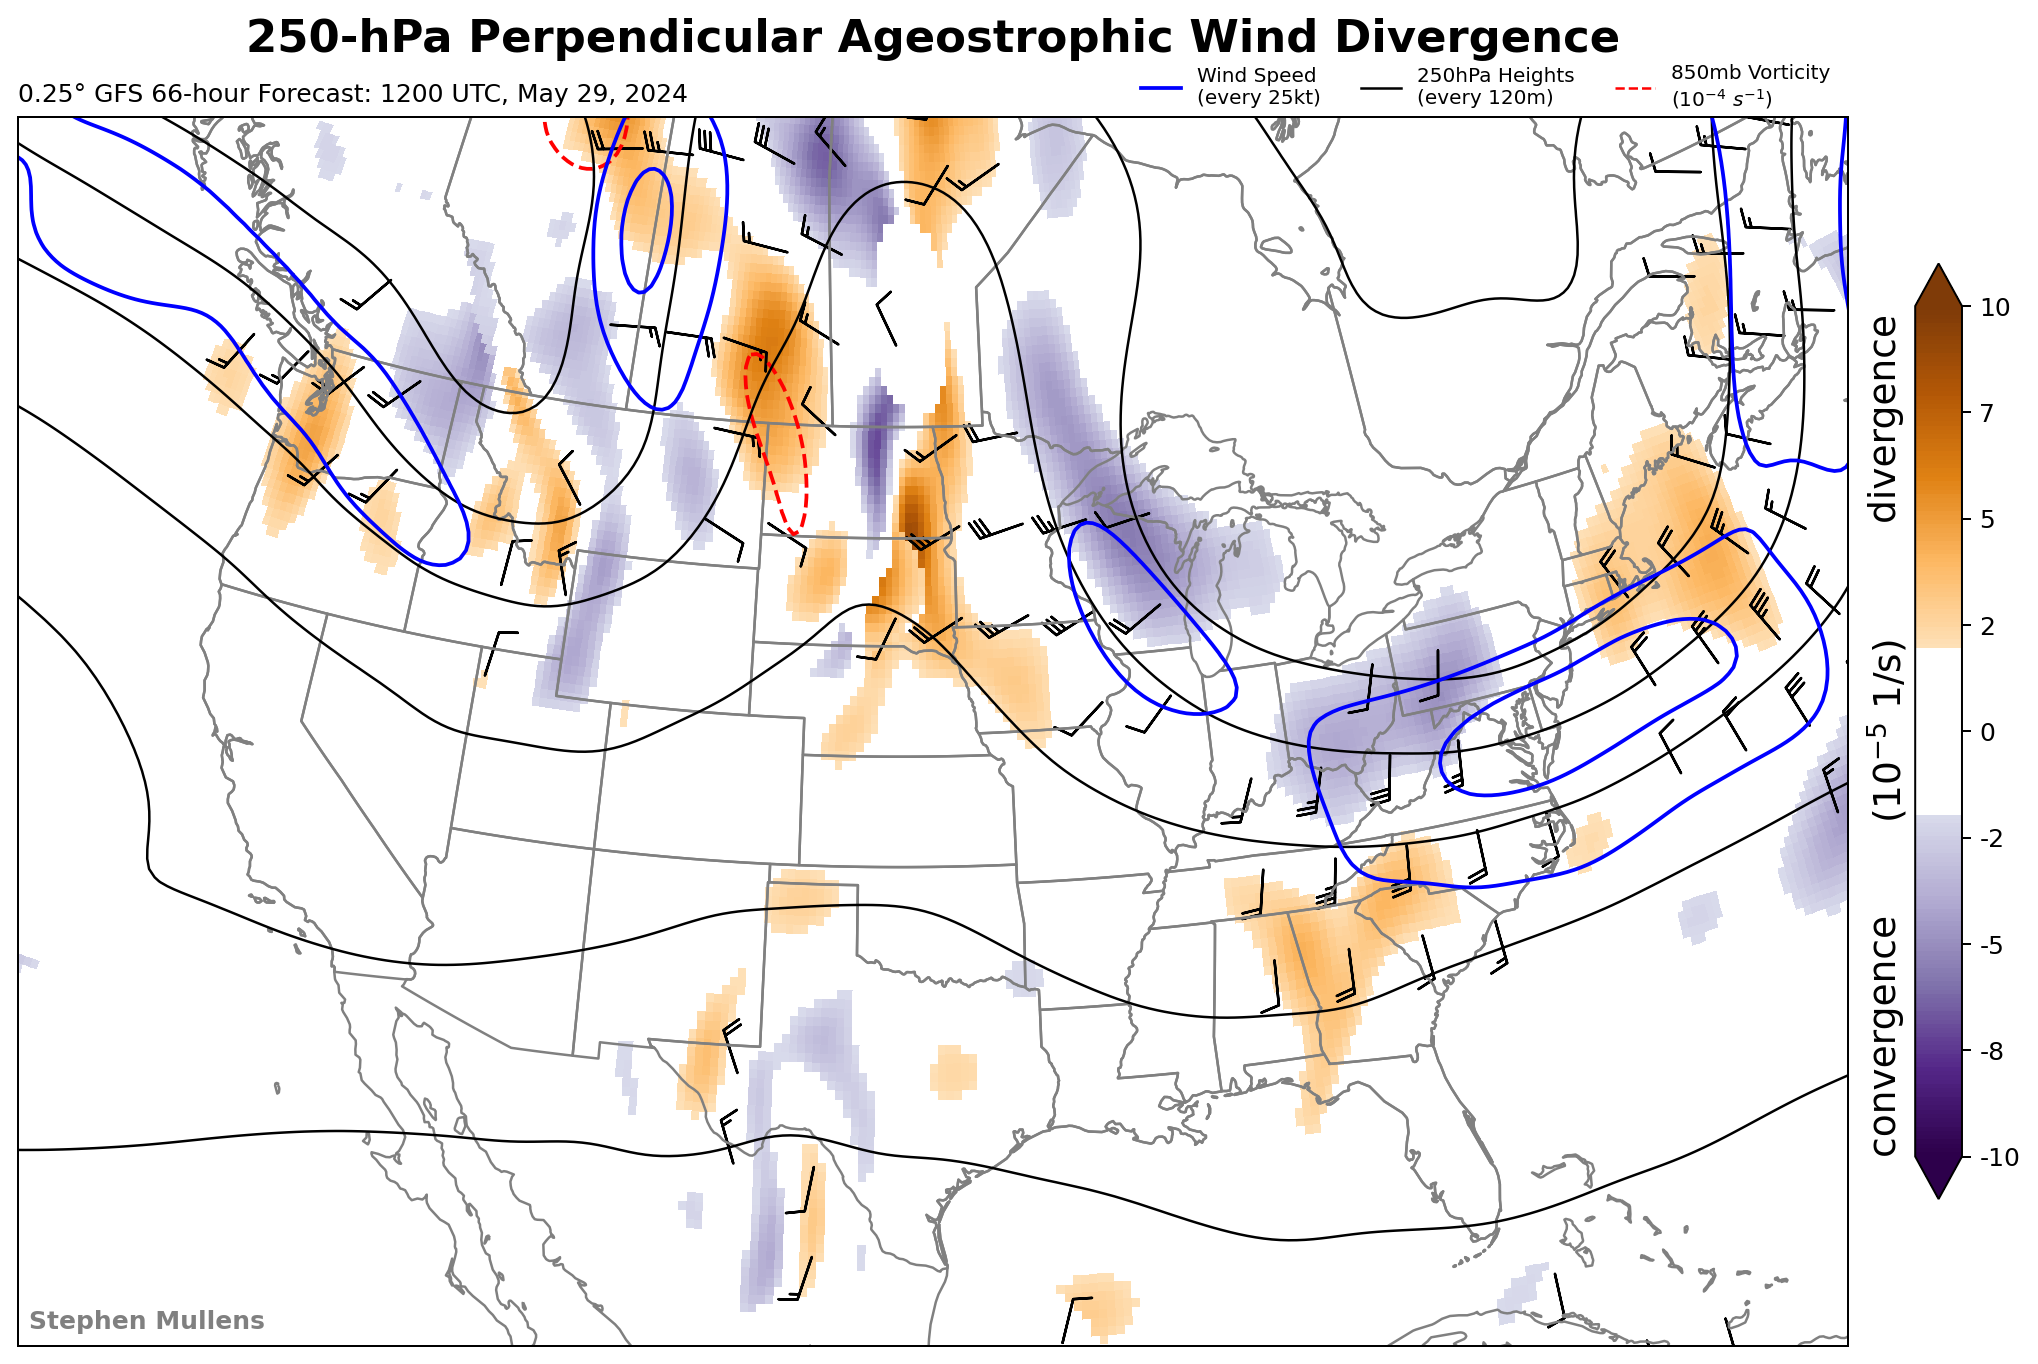 250-hPa Perpendicular Ageostrophic Wind Divergence
0.25° GFS 66-hour Forecast: 1200 UTC, May 29, 2024
Wind Speed
(every 25kt)
250hPa Heights
(every 120m)
850mb Vorticity
(10⁻⁴ s⁻¹)
10
7
5
2
0
-2
-5
-8
-10
convergence (10⁻⁵ 1/s) divergence
Stephen Mullens